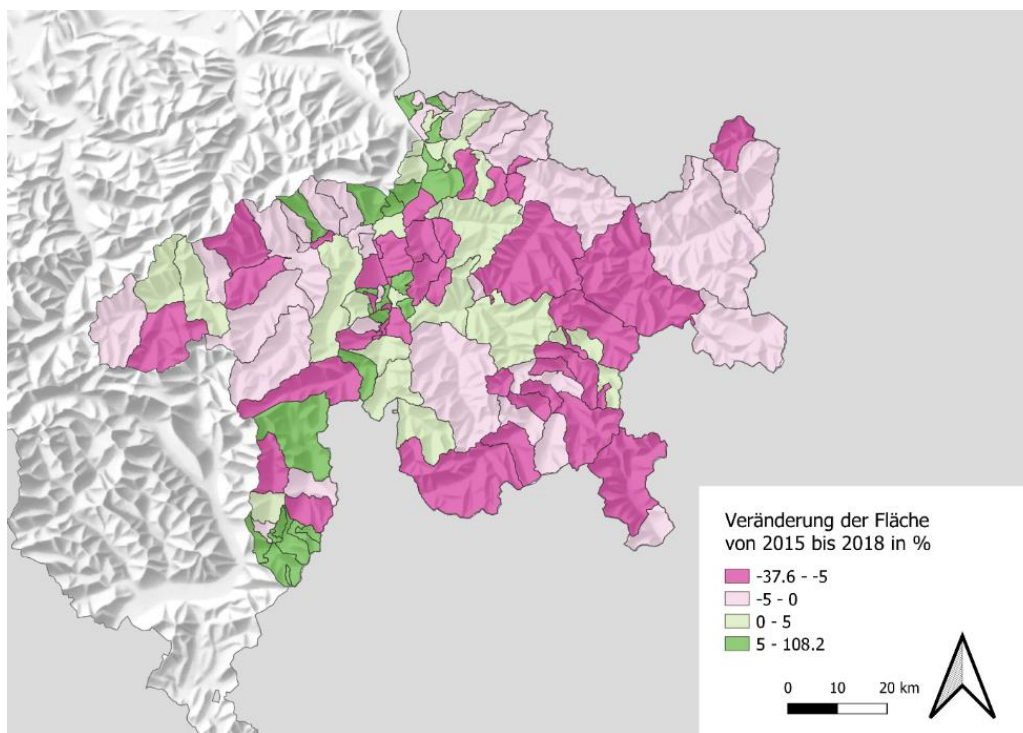 Veränderung der Fläche
von 2015 bis 2018 in %
-37.6 - -5
-5 - 0
0 - 5
5 - 108.2
0 10 20 km